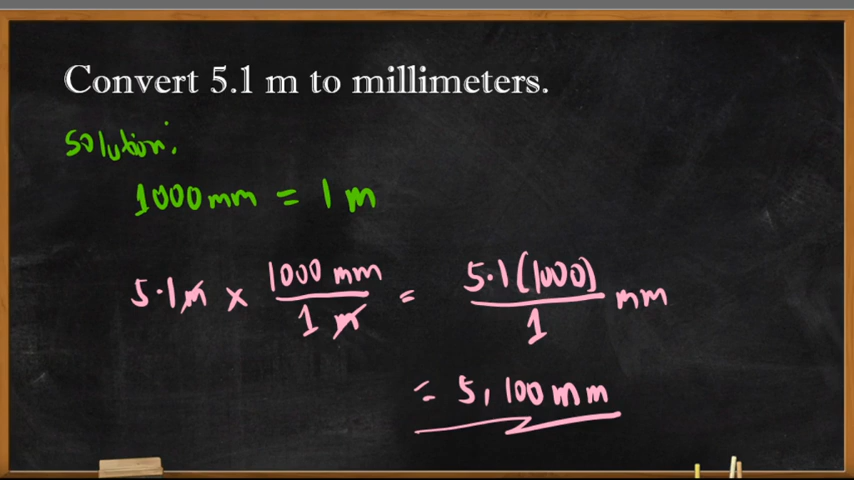 Convert 5.1 m to millimeters.
Solution:
1000 mm = 1 m
5.1 m x 1000 mm / 1 m = 5.1(1000) / 1 mm
= 5,100 mm